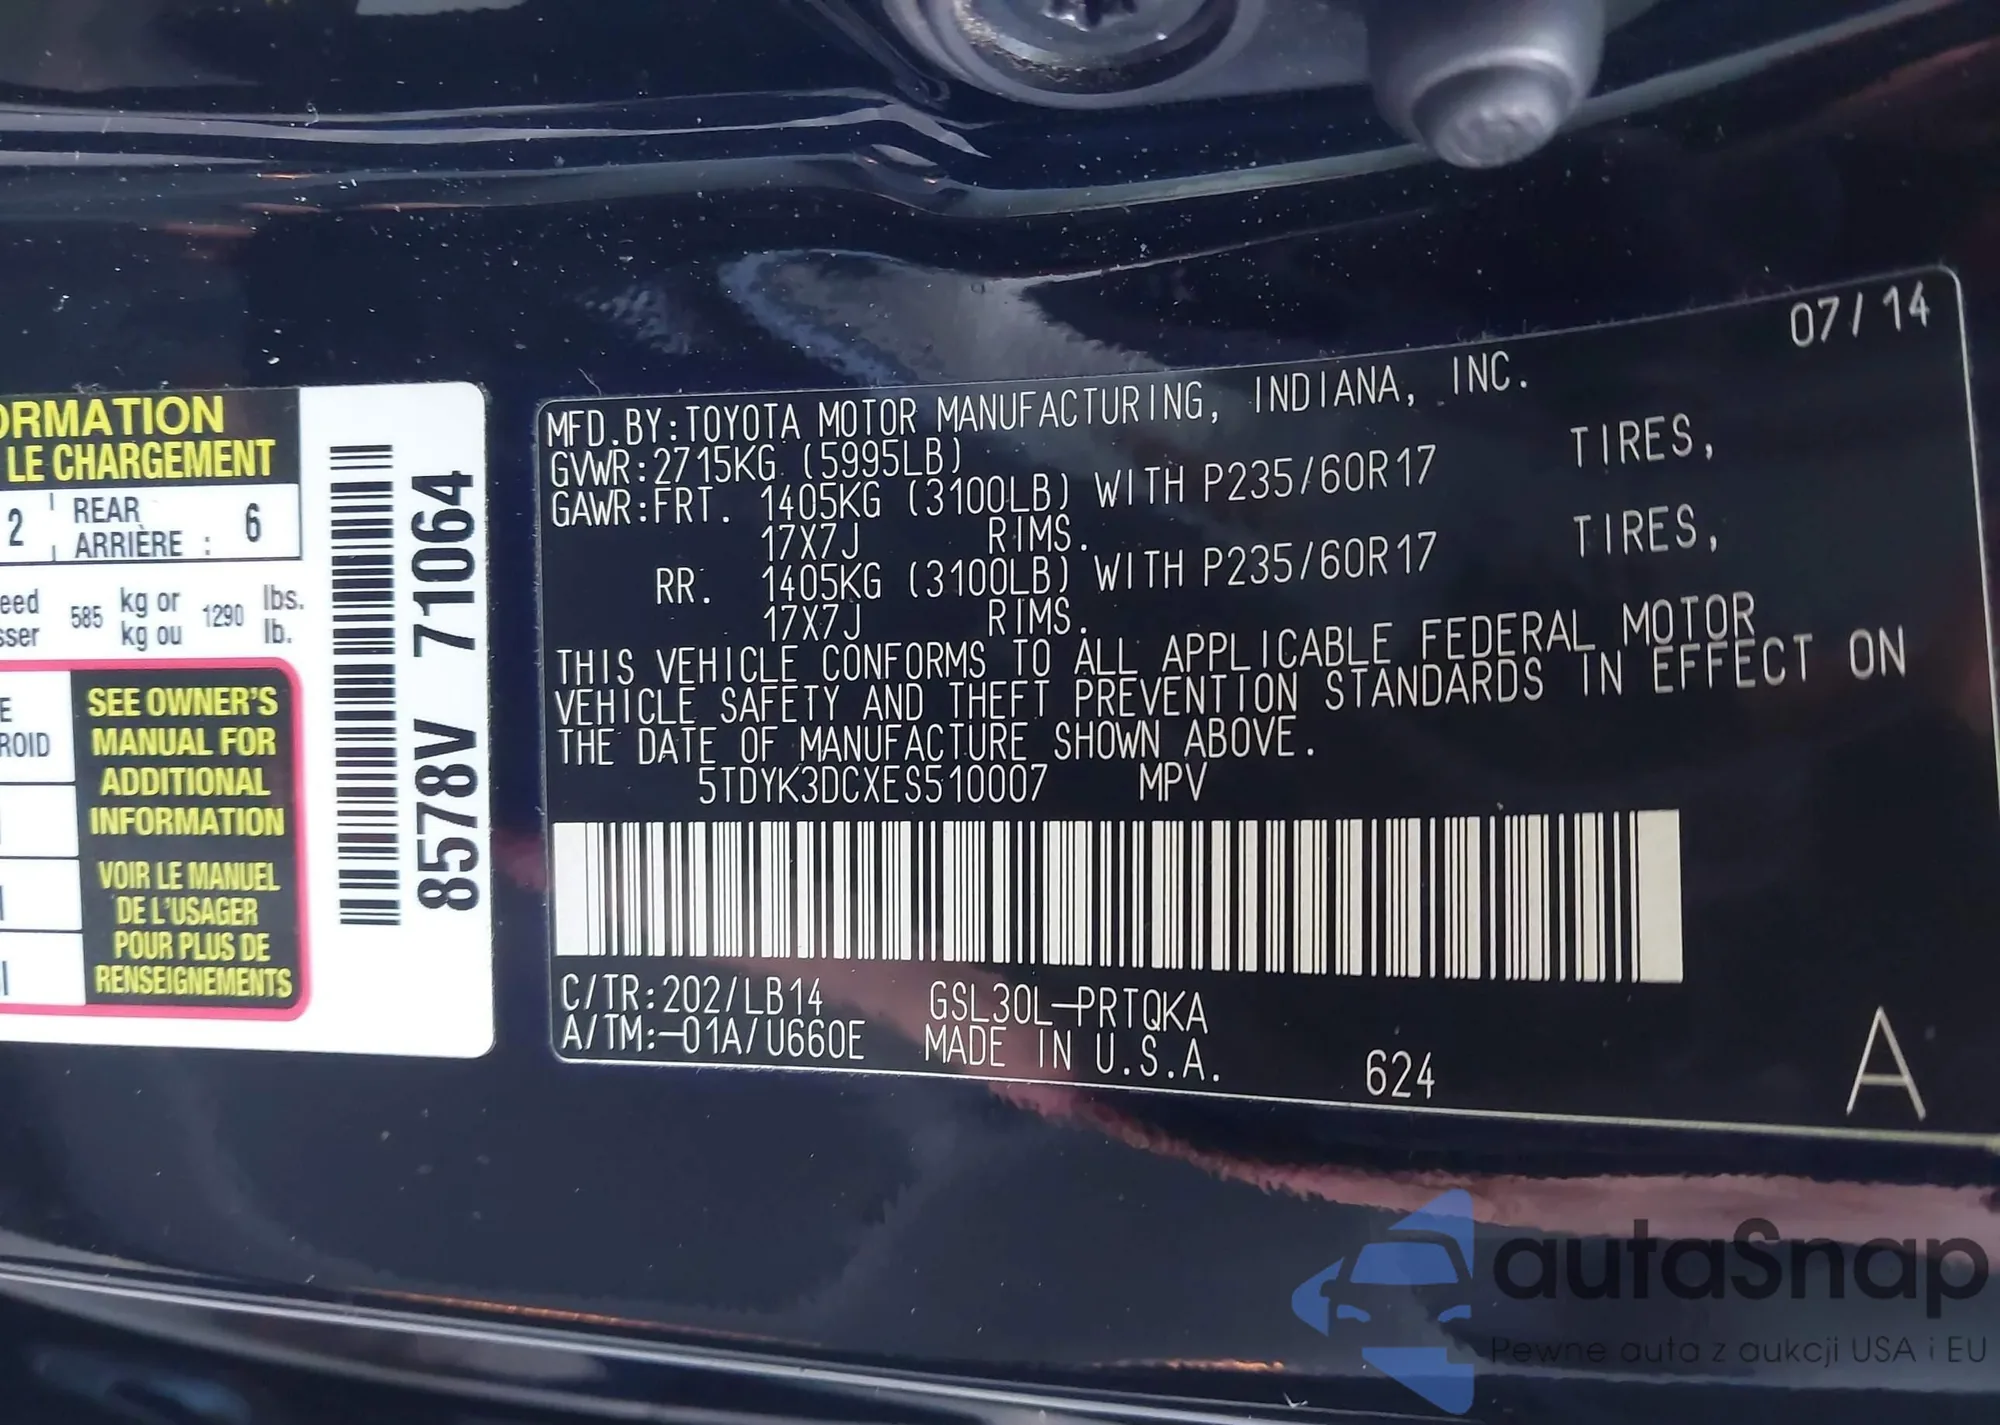 ORMATION
LE CHARGEMENT
2 REAR
ARRIÈRE : 6
eed 585 kg or 1290 lbs.
sser kg ou lb.
E
ROID
SEE OWNER'S
MANUAL FOR
ADDITIONAL
INFORMATION
VOIR LE MANUEL
DE L'USAGER
POUR PLUS DE
RENSEIGNEMENTS
8578V 71064
07/14
MFD.BY:TOYOTA MOTOR MANUFACTURING, INDIANA, INC.
GVWR:2715KG (5995LB)
GAWR:FRT. 1405KG (3100LB) WITH P235/60R17 TIRES,
17X7J RIMS.
RR. 1405KG (3100LB) WITH P235/60R17 TIRES,
17X7J RIMS.
THIS VEHICLE CONFORMS TO ALL APPLICABLE FEDERAL MOTOR
VEHICLE SAFETY AND THEFT PREVENTION STANDARDS IN EFFECT ON
THE DATE OF MANUFACTURE SHOWN ABOVE.
5TDYK3DCXES510007 MPV
C/TR:202/LB14 GSL30L-PRTQKA
A/TM:-01A/U660E MADE IN U.S.A.
624
A
autaSnap
Pewne auta z aukcji USA i EU